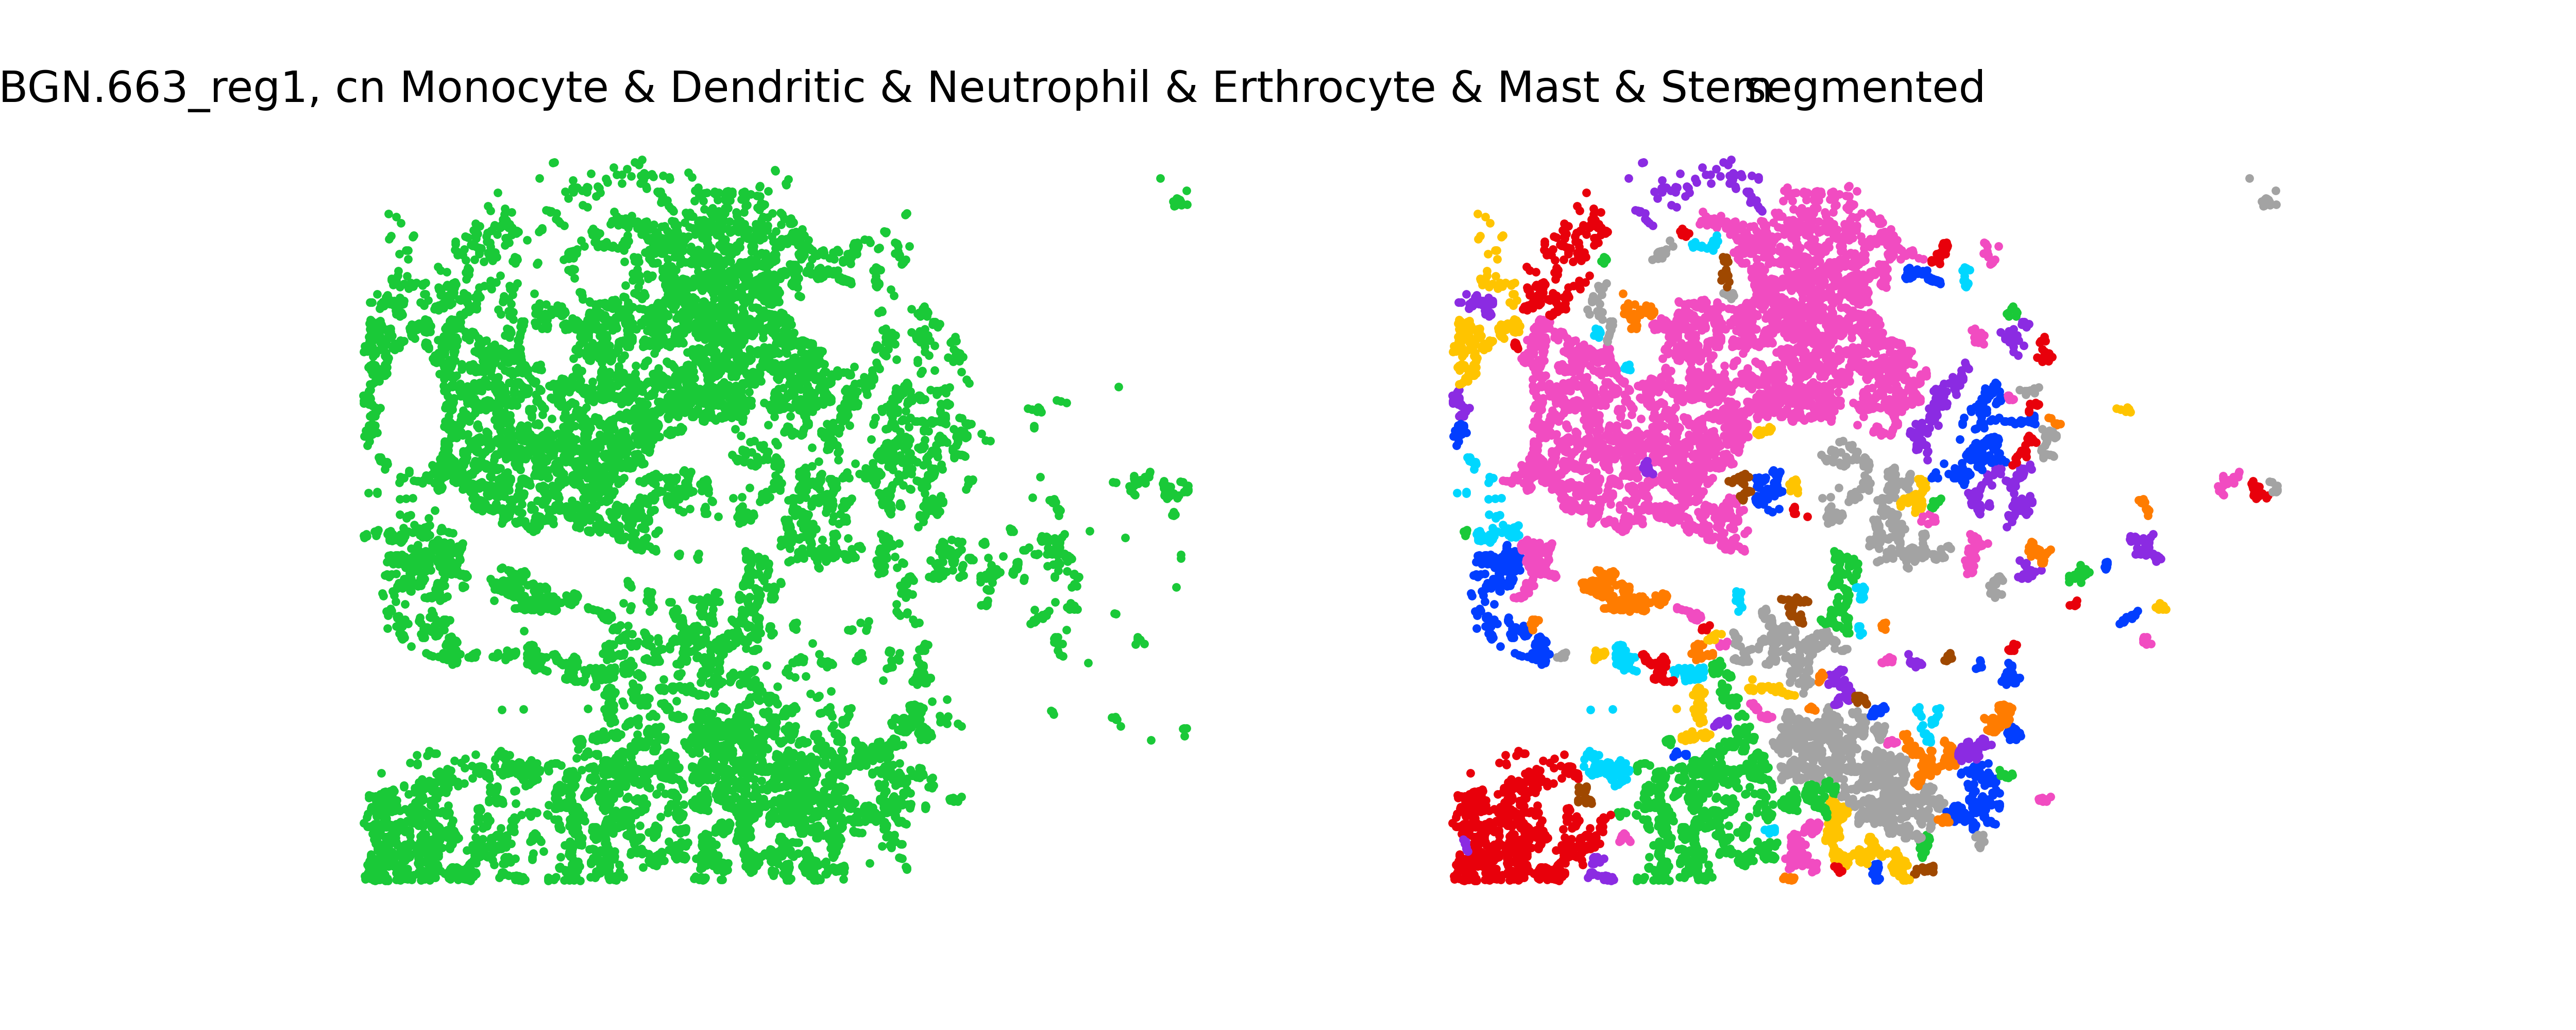 BGN.663_reg1, cn Monocyte & Dendritic & Neutrophil & Erthrocyte & Mast & Stem
segmented